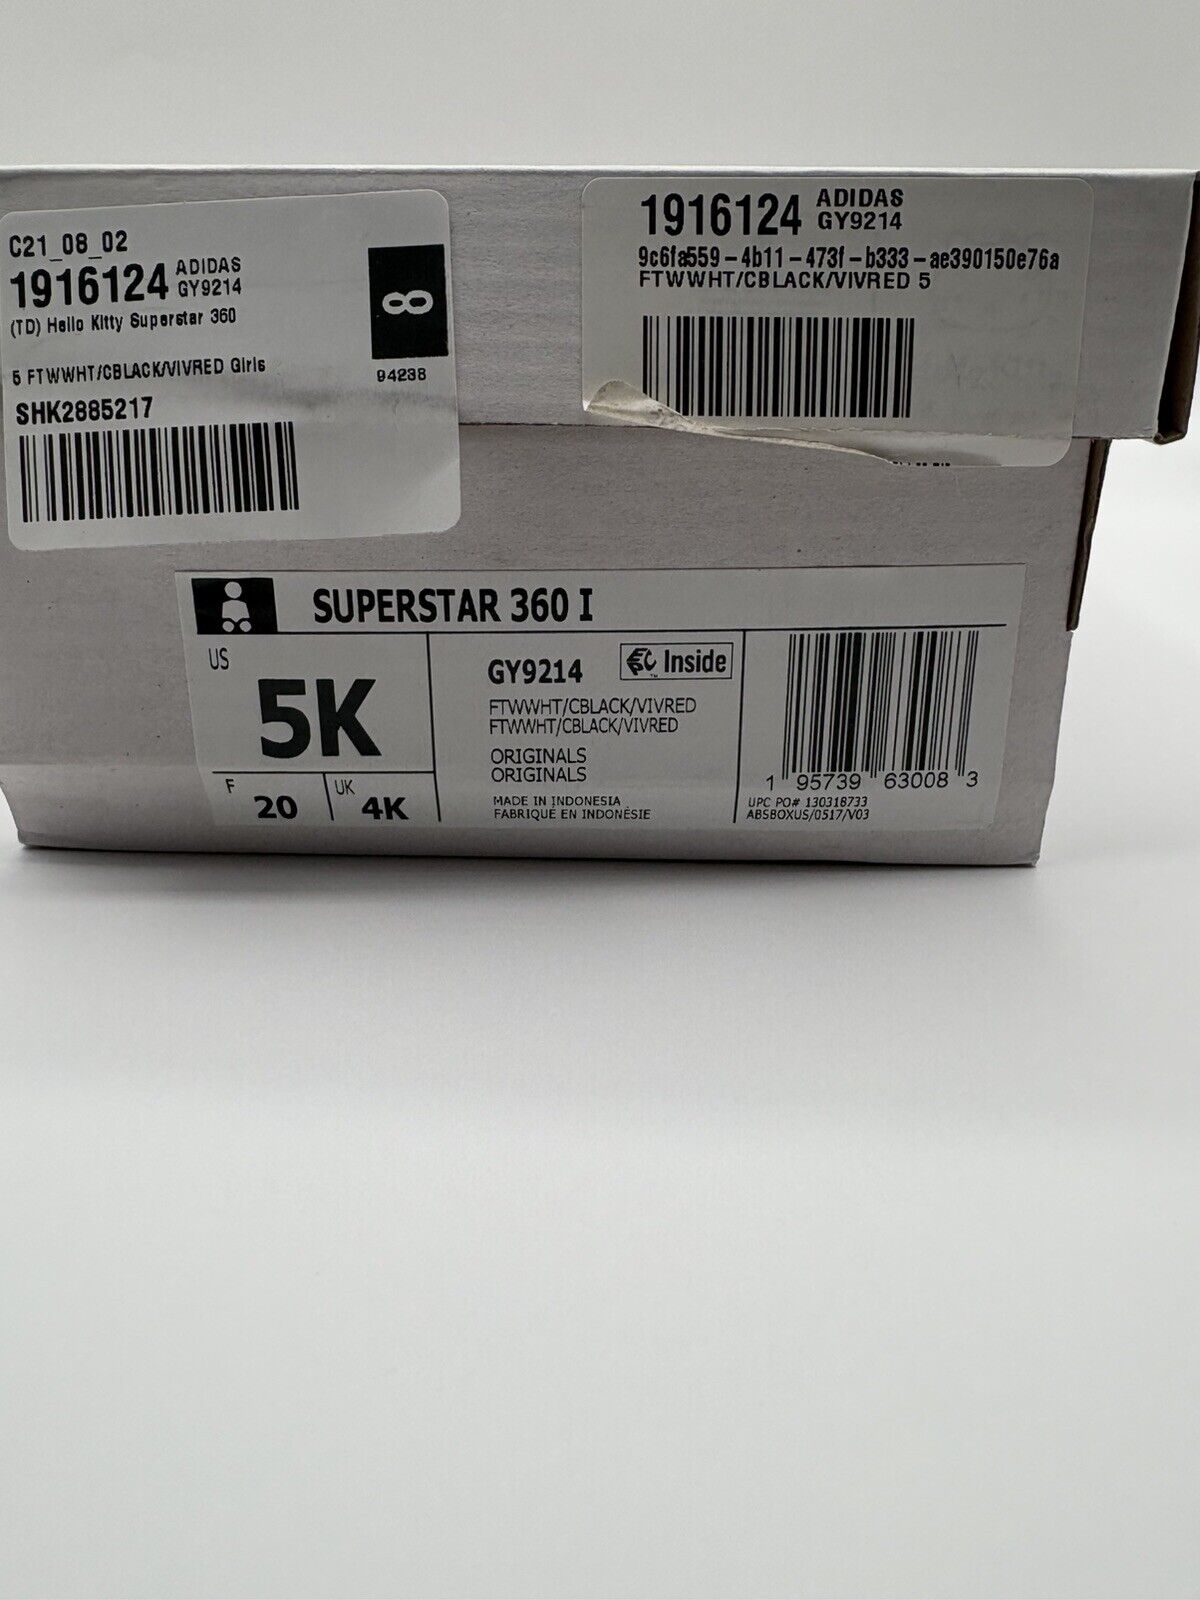 C21_08_02
1916124 ADIDAS GY9214
(TD) Hello Kitty Superstar 360
5 FTWWHT/CBLACK/VIVRED Girls
SHK2885217
8
94238
1916124 ADIDAS GY9214
9c6fa559-4b11-473f-b333-ae390150e76a
FTWWHT/CBLACK/VIVRED 5
SUPERSTAR 360 I
US
5K
F 20
UK 4K
GY9214
Inside
TM
FTWWHT/CBLACK/VIVRED
FTWWHT/CBLACK/VIVRED
ORIGINALS
ORIGINALS
MADE IN INDONESIA
FABRIQUÉ EN INDONÉSIE
1 95739 63008 3
UPC PO# 130318733
ABSBOXUS/0517/V03